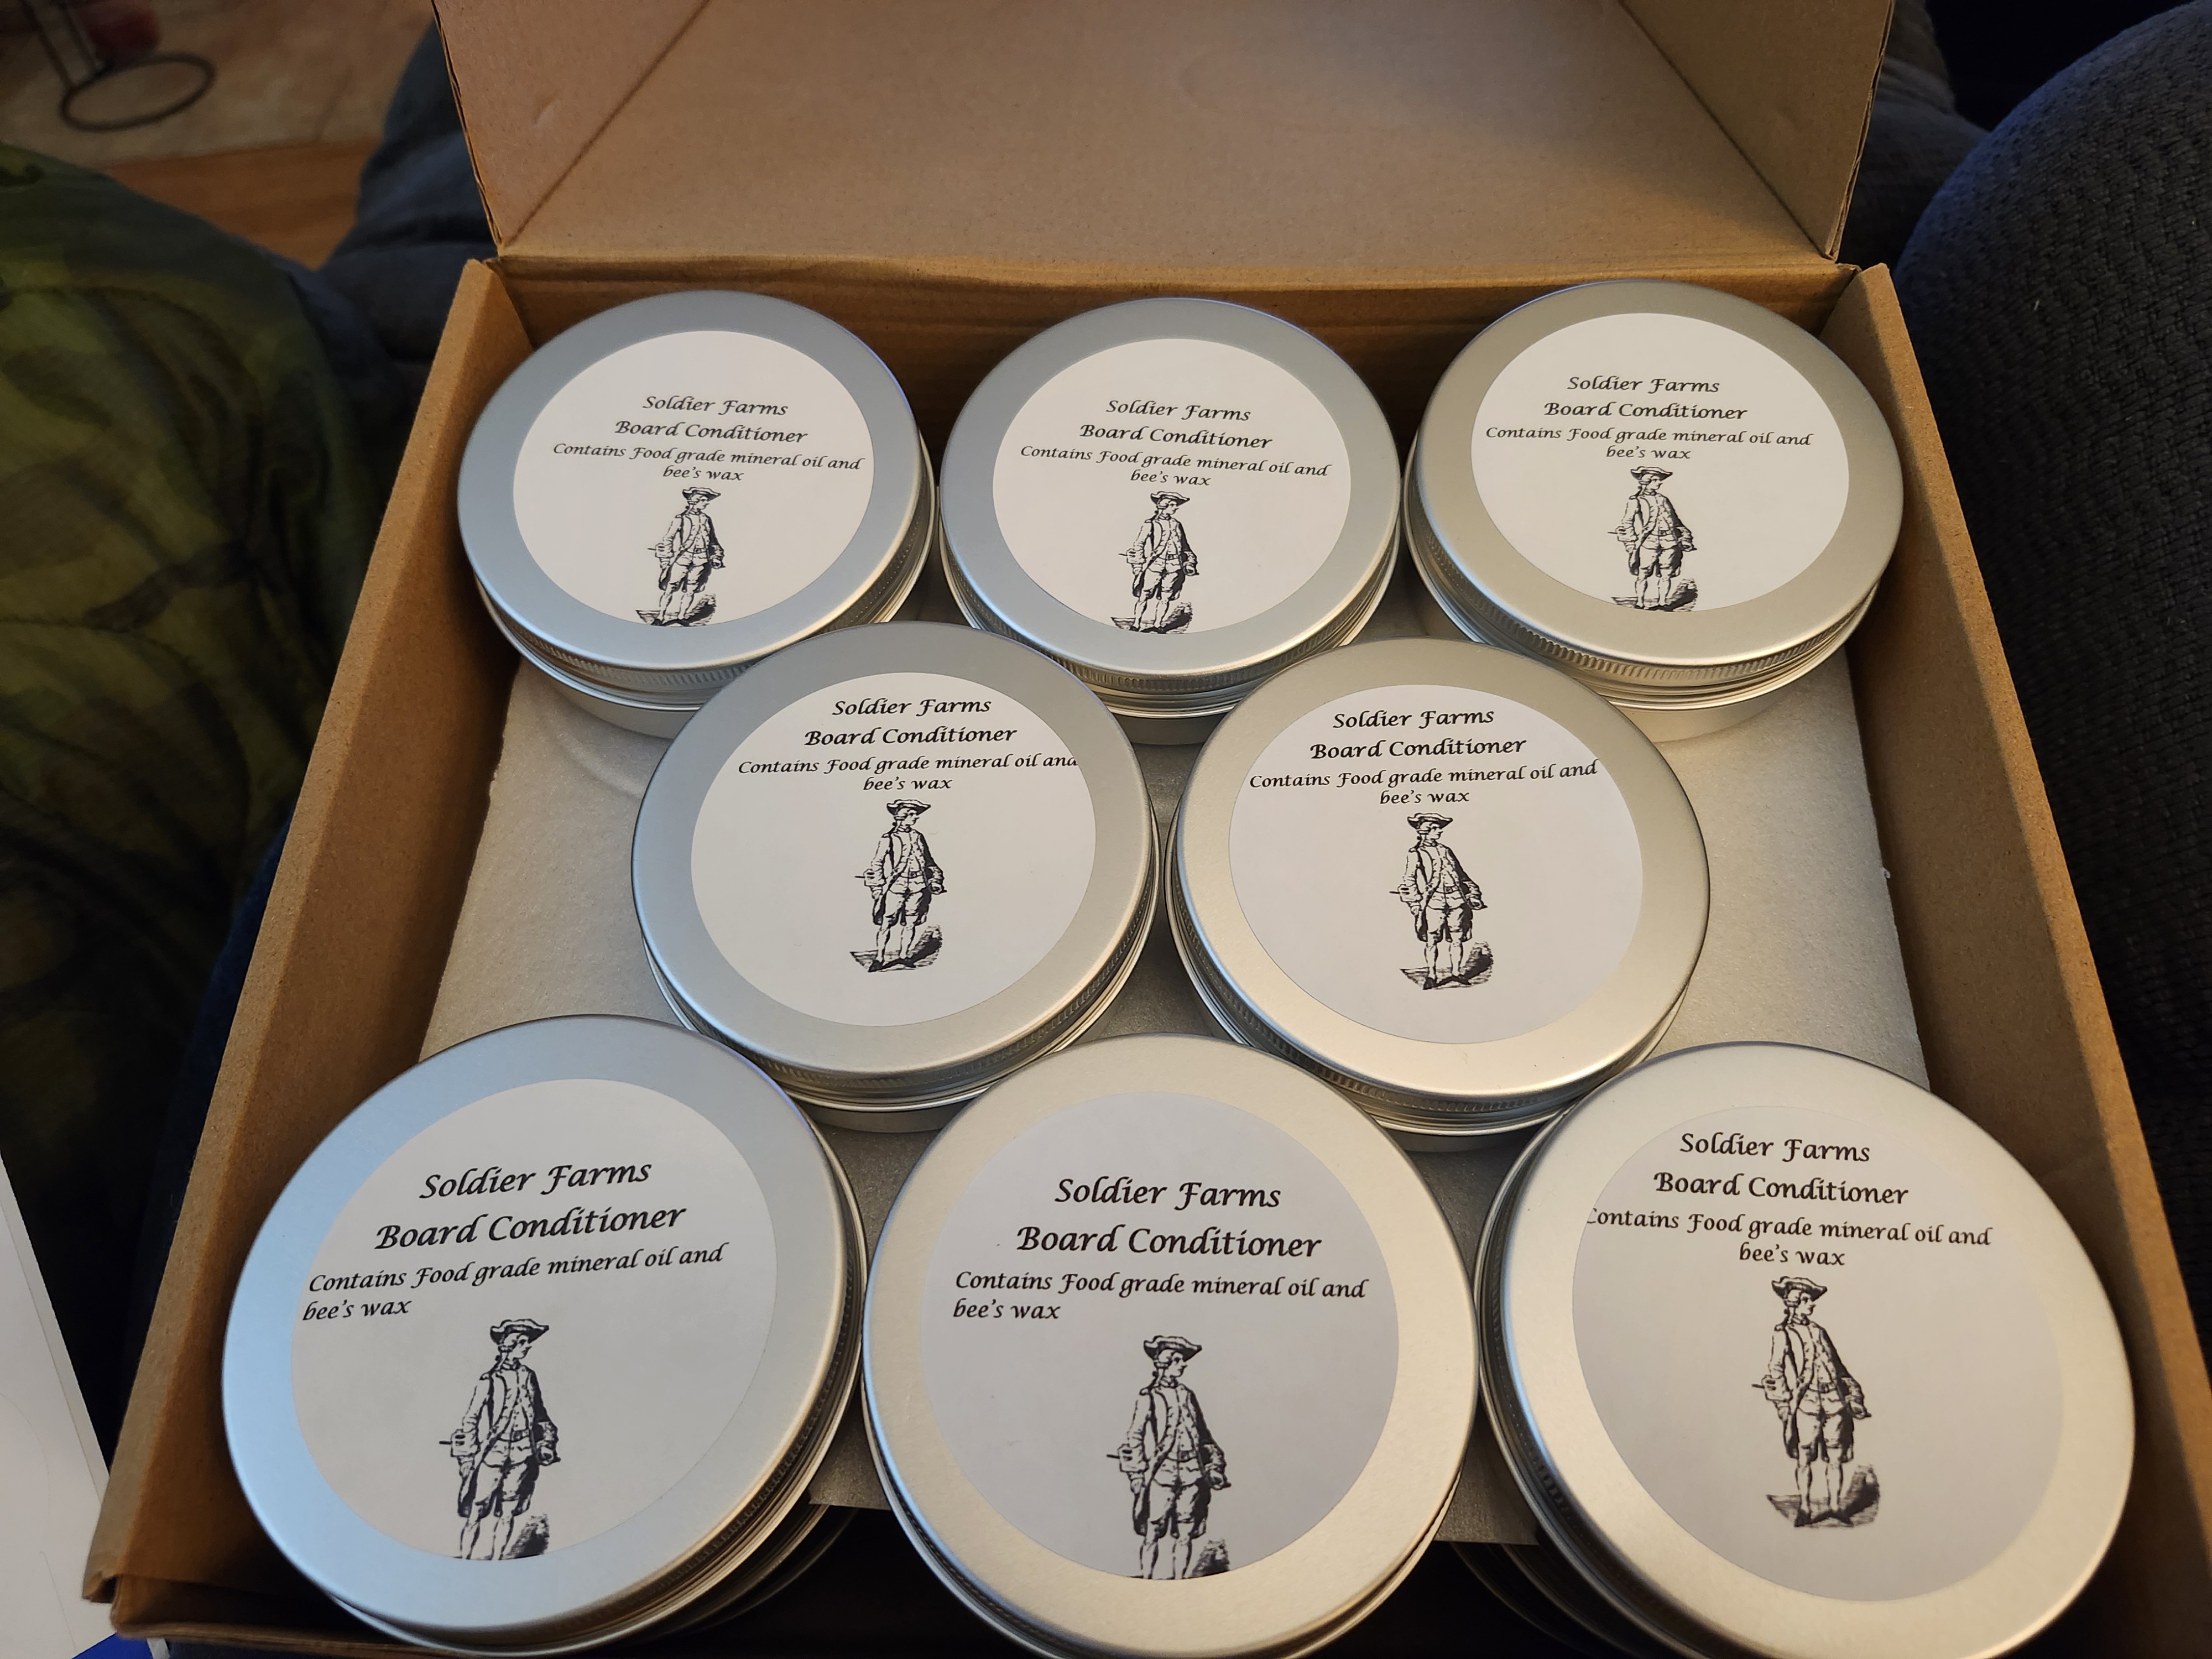 Soldier Farms
Board Conditioner
Contains Food grade mineral oil and
bee's wax
Soldier Farms
Board Conditioner
Contains Food grade mineral oil and
bee's wax
Soldier Farms
Board Conditioner
Contains Food grade mineral oil and
bee's wax
Soldier Farms
Board Conditioner
Contains Food grade mineral oil and
bee's wax
Soldier Farms
Board Conditioner
Contains Food grade mineral oil and
bee's wax
Soldier Farms
Board Conditioner
Contains Food grade mineral oil and
bee's wax
Soldier Farms
Board Conditioner
Contains Food grade mineral oil and
bee's wax
Soldier Farms
Board Conditioner
Contains Food grade mineral oil and
bee's wax